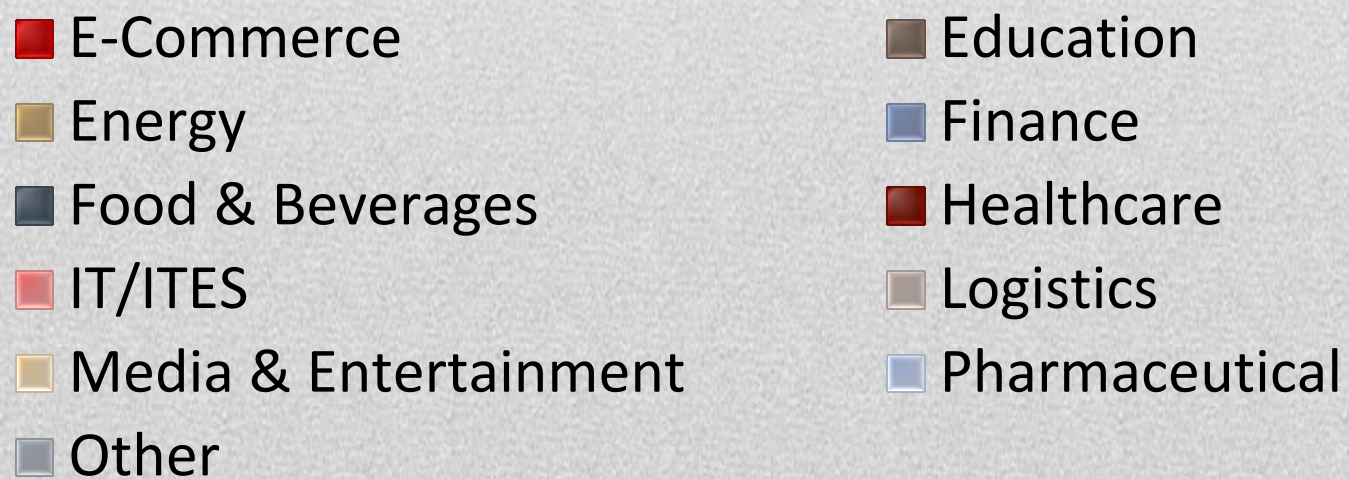 E-Commerce
Education
Energy
Finance
Food & Beverages
Healthcare
IT/ITES
Logistics
Media & Entertainment
Pharmaceutical
Other